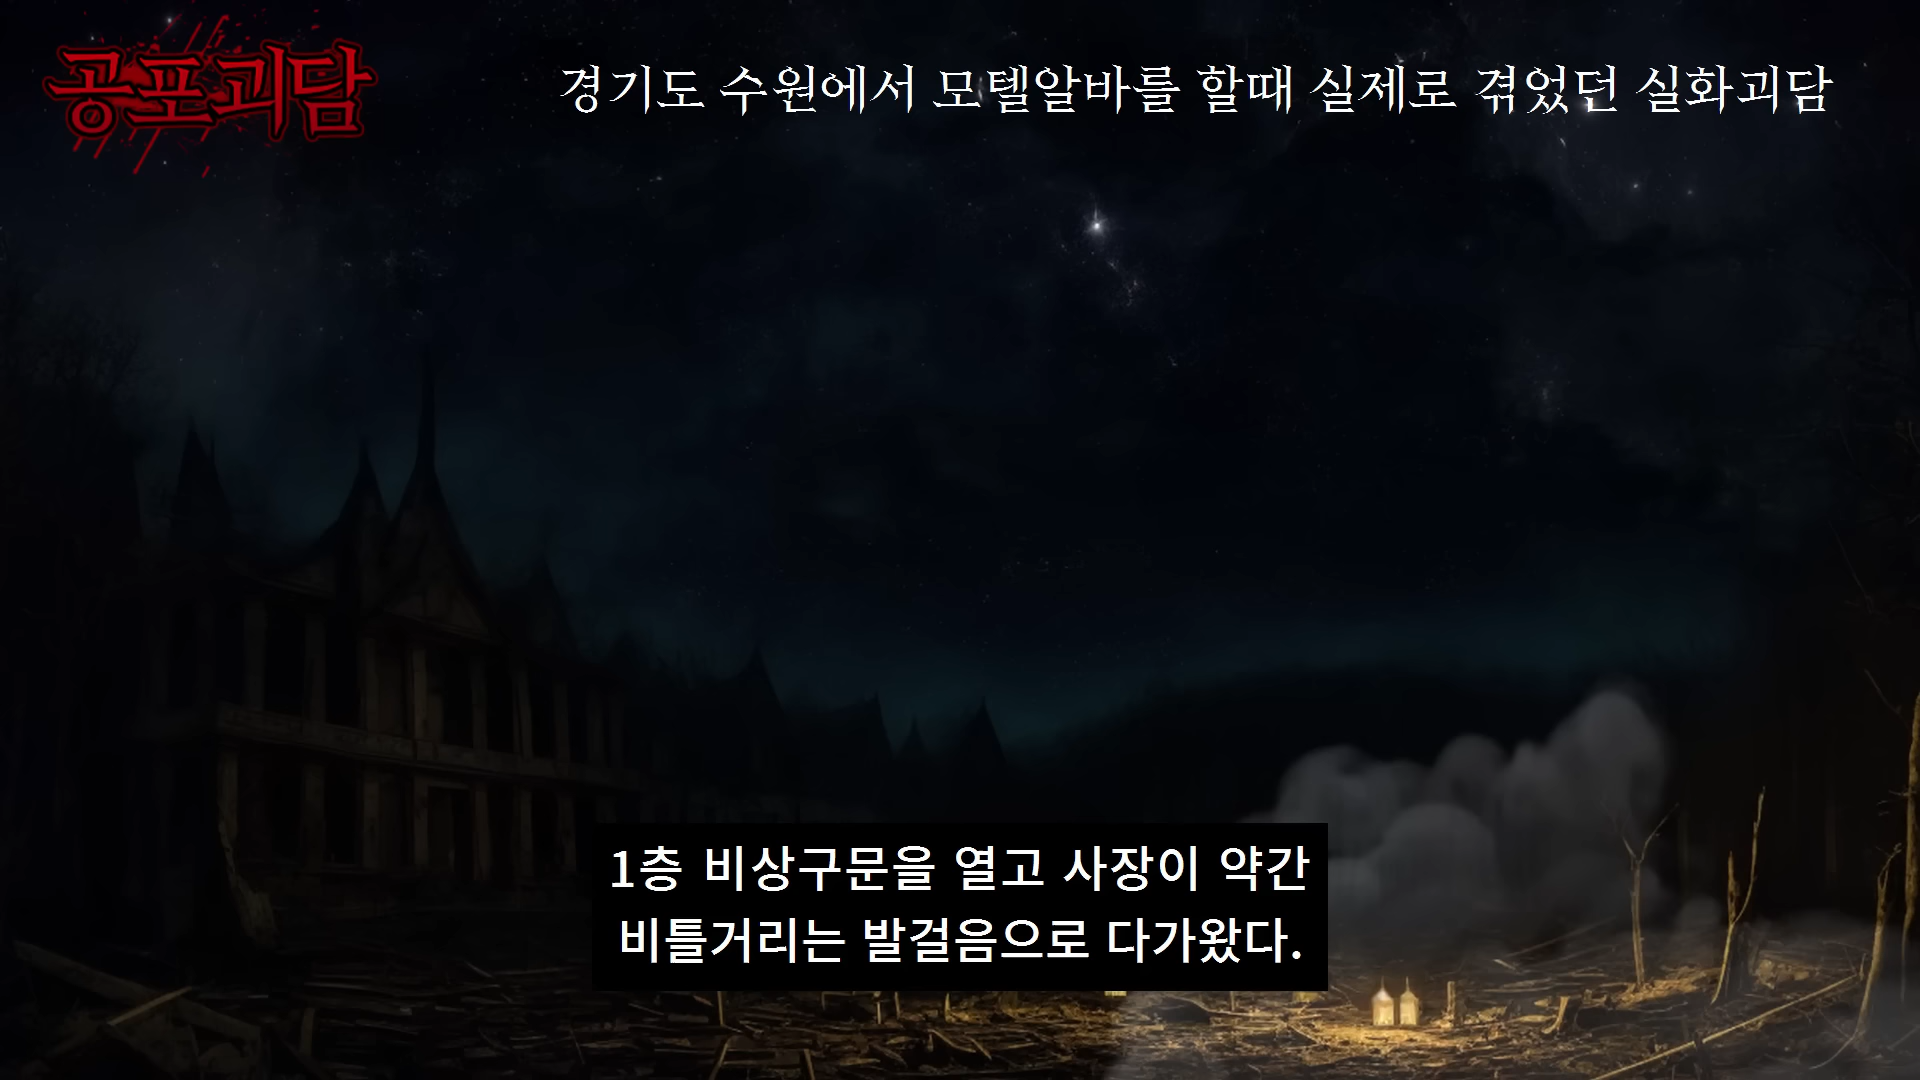 공포괴담
경기도 수원에서 모텔알바를 할때 실제로 겪었던 실화괴담
1층 비상구문을 열고 사장이 약간
비틀거리는 발걸음으로 다가왔다.